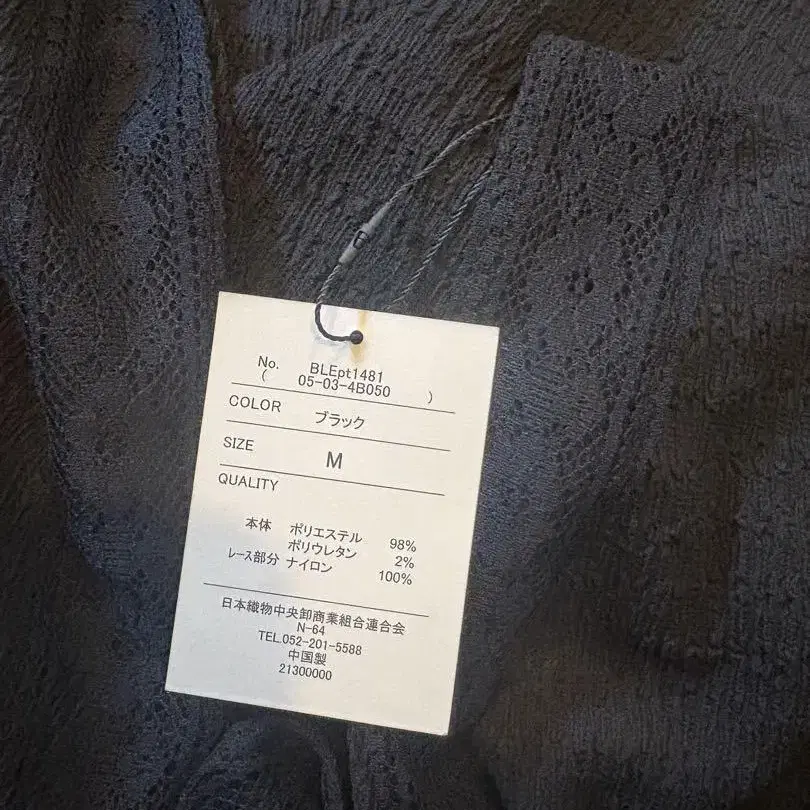 No. BLEpt1481
( 05-03-4B050 )
COLOR ブラック
SIZE M
QUALITY
本体 ポリエステル 98%
ポリウレタン 2%
レース部分 ナイロン 100%
日本織物中央卸商業組合連合会
N-64
TEL.052-201-5588
中国製
21300000